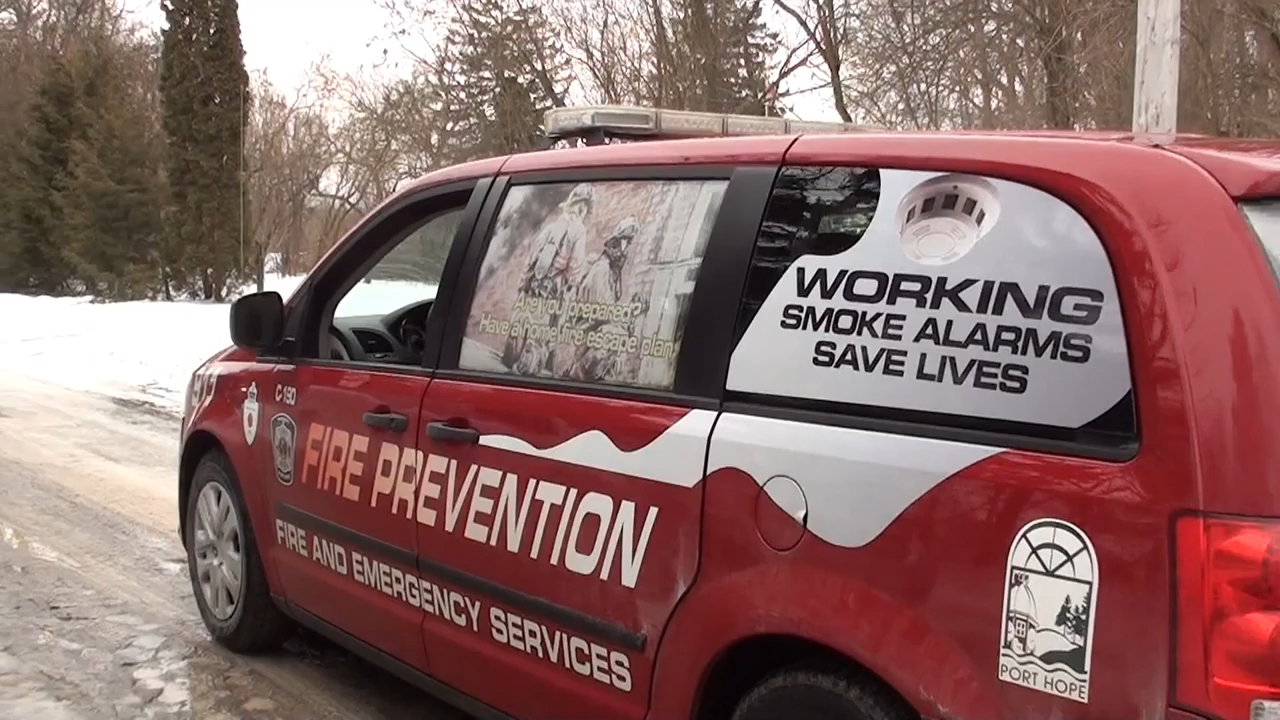 WORKING
SMOKE ALARMS
SAVE LIVES
Are you prepared?
Have a home fire escape plan
C-190
FIRE PREVENTION
FIRE AND EMERGENCY SERVICES
PORT HOPE